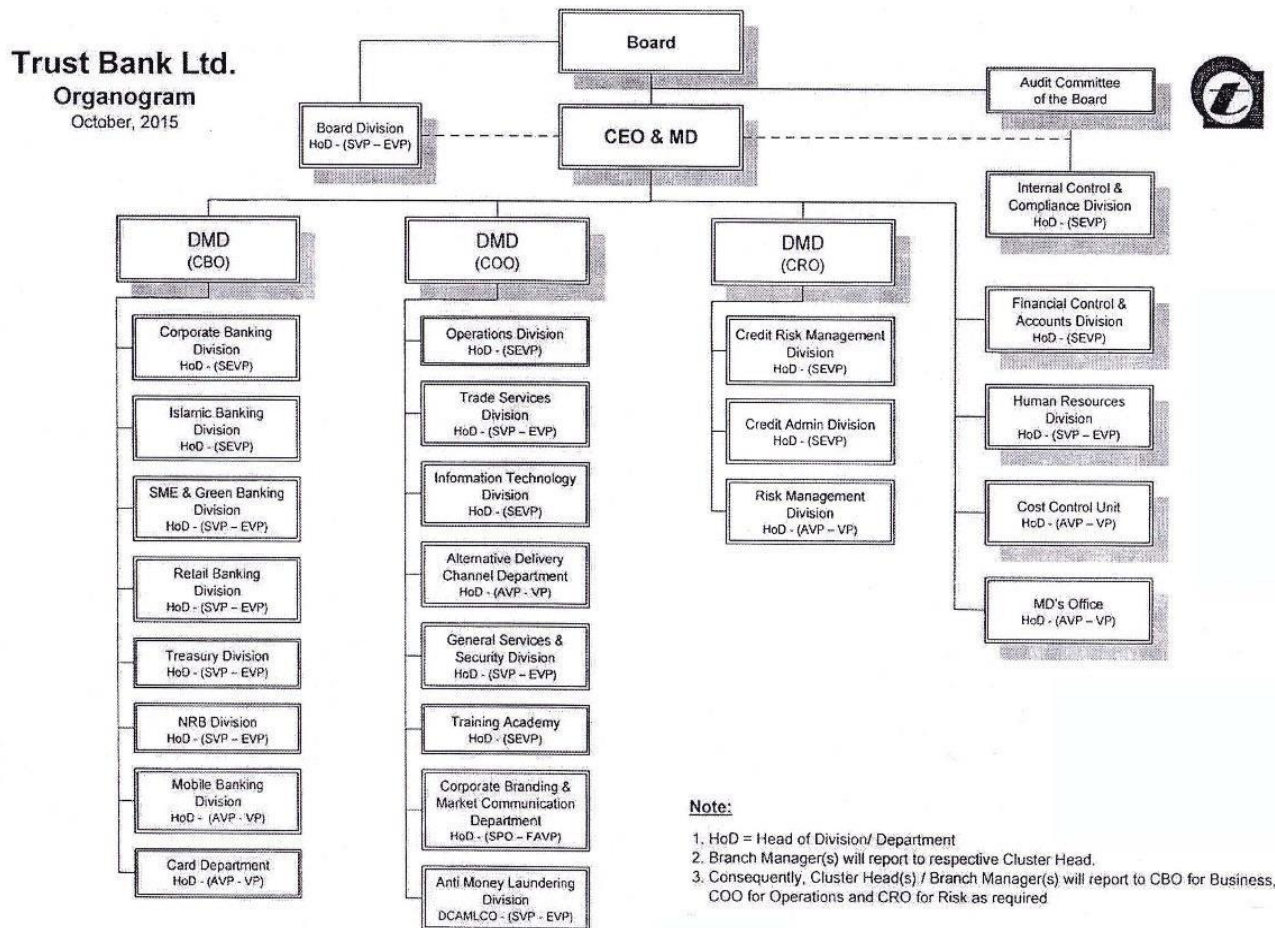 Trust Bank Ltd.
Organogram
October, 2015
Board
Audit Committee
of the Board
Board Division
HoD - (SVP – EVP)
CEO & MD
Internal Control &
Compliance Division
HoD - (SEVP)
DMD
(CBO)
Corporate Banking
Division
HoD - (SEVP)
Islamic Banking
Division
HoD - (SEVP)
SME & Green Banking
Division
HoD - (SVP – EVP)
Retail Banking
Division
HoD - (SVP – EVP)
Treasury Division
HoD - (SVP – EVP)
NRB Division
HoD - (SVP – EVP)
Mobile Banking
Division
HoD - (AVP - VP)
Card Department
HoD - (AVP - VP)
DMD
(COO)
Operations Division
HoD - (SEVP)
Trade Services
Division
HoD - (SVP – EVP)
Information Technology
Division
HoD - (SEVP)
Alternative Delivery
Channel Department
HoD - (AVP - VP)
General Services &
Security Division
HoD - (SVP – EVP)
Training Academy
HoD - (SEVP)
Corporate Branding &
Market Communication
Department
HoD - (SPO – FAVP)
Anti Money Laundering
Division
DCAMLCO - (SVP - EVP)
DMD
(CRO)
Credit Risk Management
Division
HoD - (SEVP)
Credit Admin Division
HoD - (SEVP)
Risk Management
Division
HoD - (AVP – VP)
Financial Control &
Accounts Division
HoD - (SEVP)
Human Resources
Division
HoD - (SVP – EVP)
Cost Control Unit
HoD - (AVP – VP)
MD's Office
HoD - (AVP – VP)
Note:
1. HoD = Head of Division/ Department
2. Branch Manager(s) will report to respective Cluster Head.
3. Consequently, Cluster Head(s) / Branch Manager(s) will report to CBO for Business,
COO for Operations and CRO for Risk as required